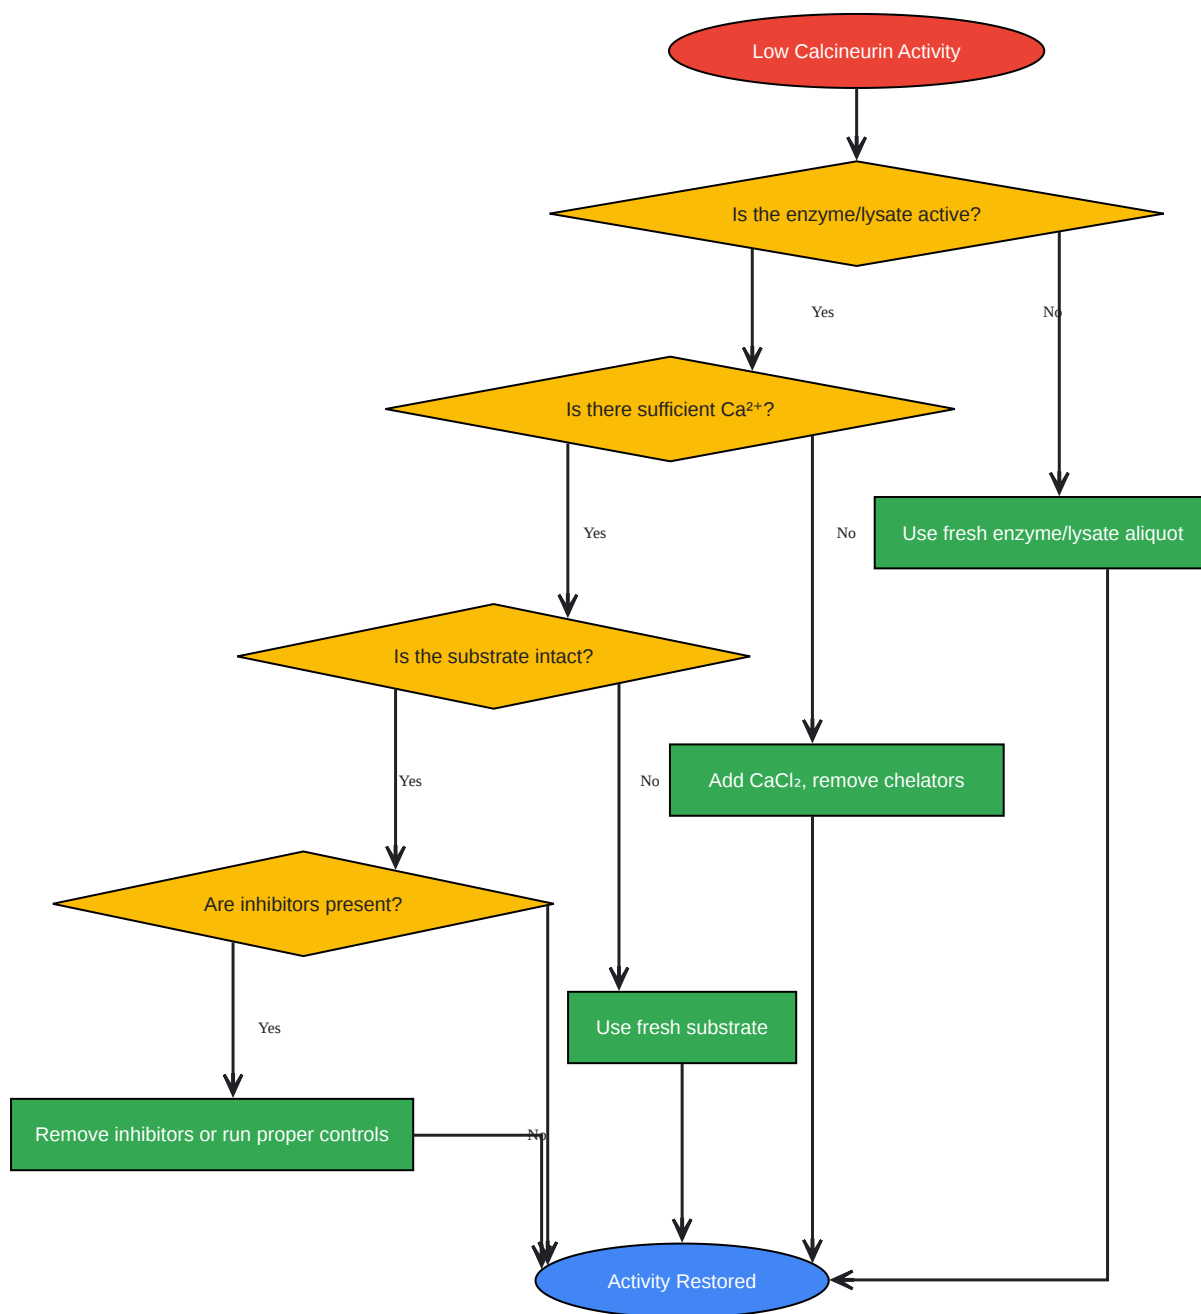 Low Calcineurin Activity
Is the enzyme/lysate active?
Yes
No
Is there sufficient Ca²⁺?
Yes
No
Use fresh enzyme/lysate aliquot
Is the substrate intact?
Yes
No
Add CaCl₂, remove chelators
Are inhibitors present?
Yes
Use fresh substrate
Remove inhibitors or run proper controls
No
Activity Restored